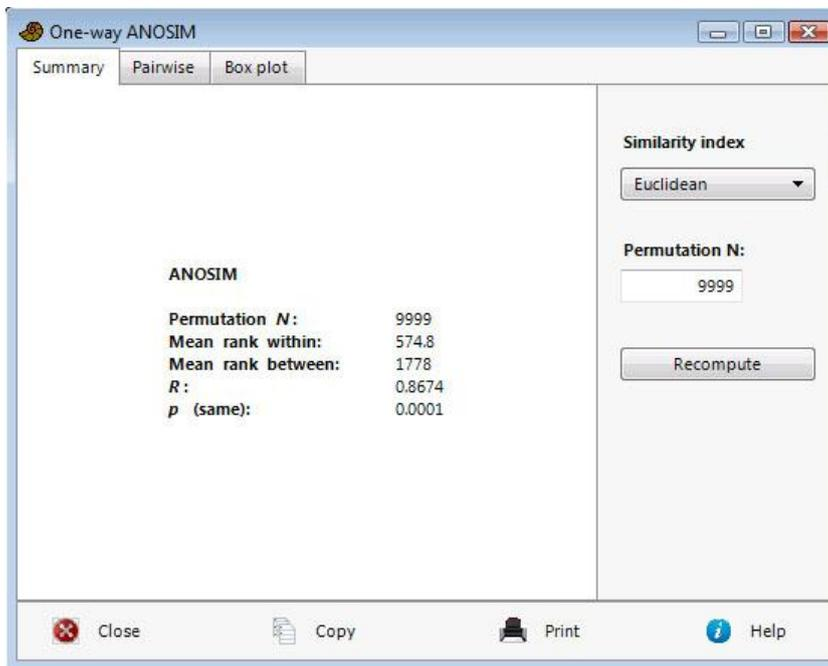 One-way ANOSIM
Summary Pairwise Box plot
Similarity index
Euclidean
Permutation N:
9999
Recompute
ANOSIM
Permutation N: 9999
Mean rank within: 574.8
Mean rank between: 1778
R: 0.8674
p (same): 0.0001
Close Copy Print Help